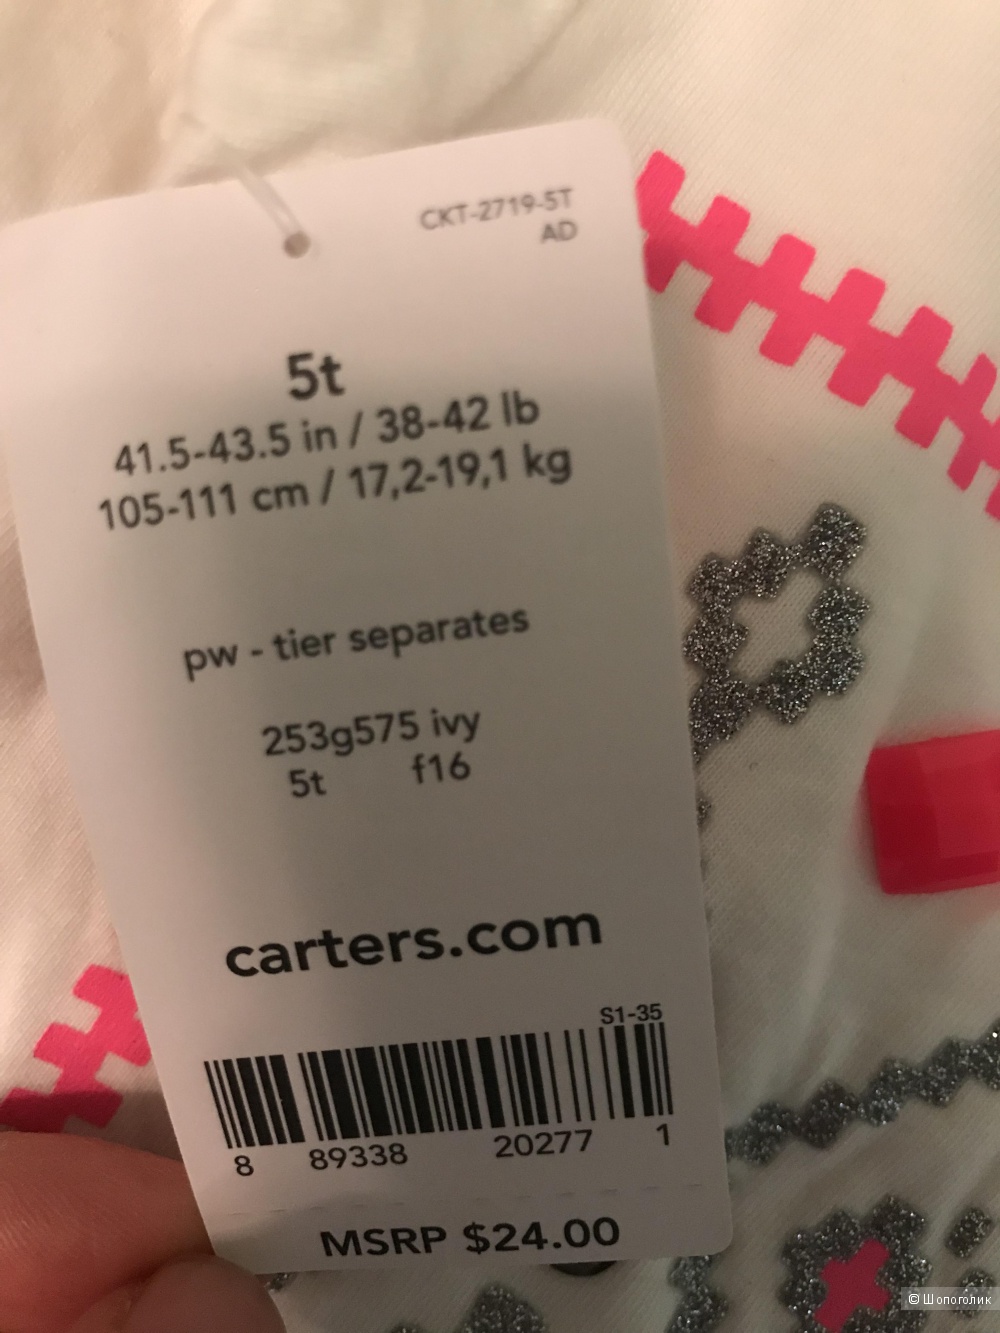 CKT-2719-5T
AD
5t
41.5-43.5 in / 38-42 lb
105-111 cm / 17,2-19,1 kg
pw - tier separates
253g575 ivy
5t f16
carters.com
S1-35
8 89338 20277 1
MSRP $24.00
© Шопоголик